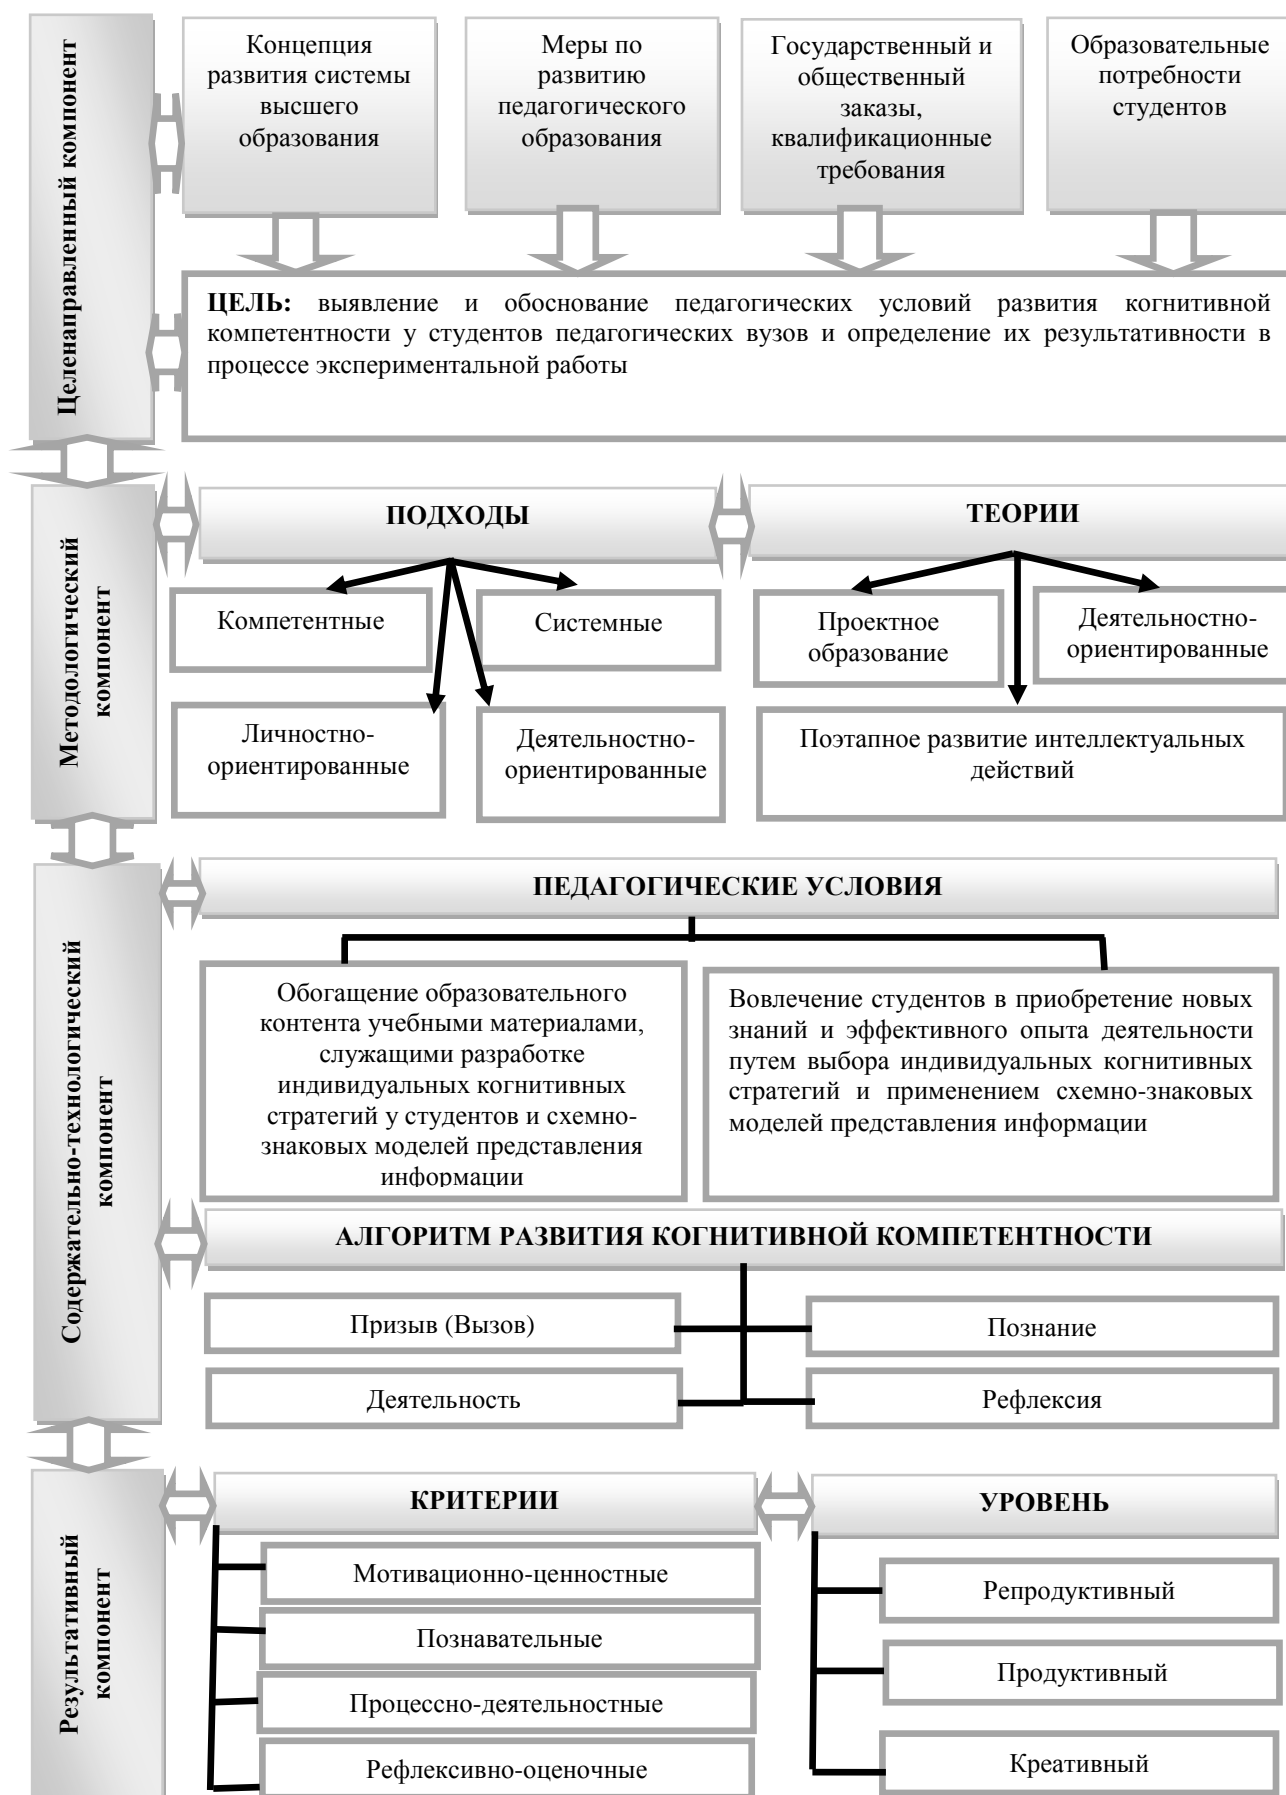 Целенаправленный компонент
Концепция
развития системы
высшего
образования
Меры по
развитию
педагогического
образования
Государственный и
общественный
заказы,
квалификационные
требования
Образовательные
потребности
студентов
ЦЕЛЬ: выявление и обоснование педагогических условий развития когнитивной
компетентности у студентов педагогических вузов и определение их результативности в
процессе экспериментальной работы
Методологический
компонент
ПОДХОДЫ
ТЕОРИИ
Компетентные
Системные
Проектное
образование
Деятельностно-
ориентированные
Личностно-
ориентированные
Деятельностно-
ориентированные
Поэтапное развитие интеллектуальных
действий
Содержательно-технологический
компонент
ПЕДАГОГИЧЕСКИЕ УСЛОВИЯ
Обогащение образовательного
контента учебными материалами,
служащими разработке
индивидуальных когнитивных
стратегий у студентов и схемно-
знаковых моделей представления
информации
Вовлечение студентов в приобретение новых
знаний и эффективного опыта деятельности
путем выбора индивидуальных когнитивных
стратегий и применением схемно-знаковых
моделей представления информации
АЛГОРИТМ РАЗВИТИЯ КОГНИТИВНОЙ КОМПЕТЕНТНОСТИ
Призыв (Вызов)
Познание
Деятельность
Рефлексия
Результативный
компонент
КРИТЕРИИ
УРОВЕНЬ
Мотивационно-ценностные
Познавательные
Процессно-деятельностные
Рефлексивно-оценочные
Репродуктивный
Продуктивный
Креативный